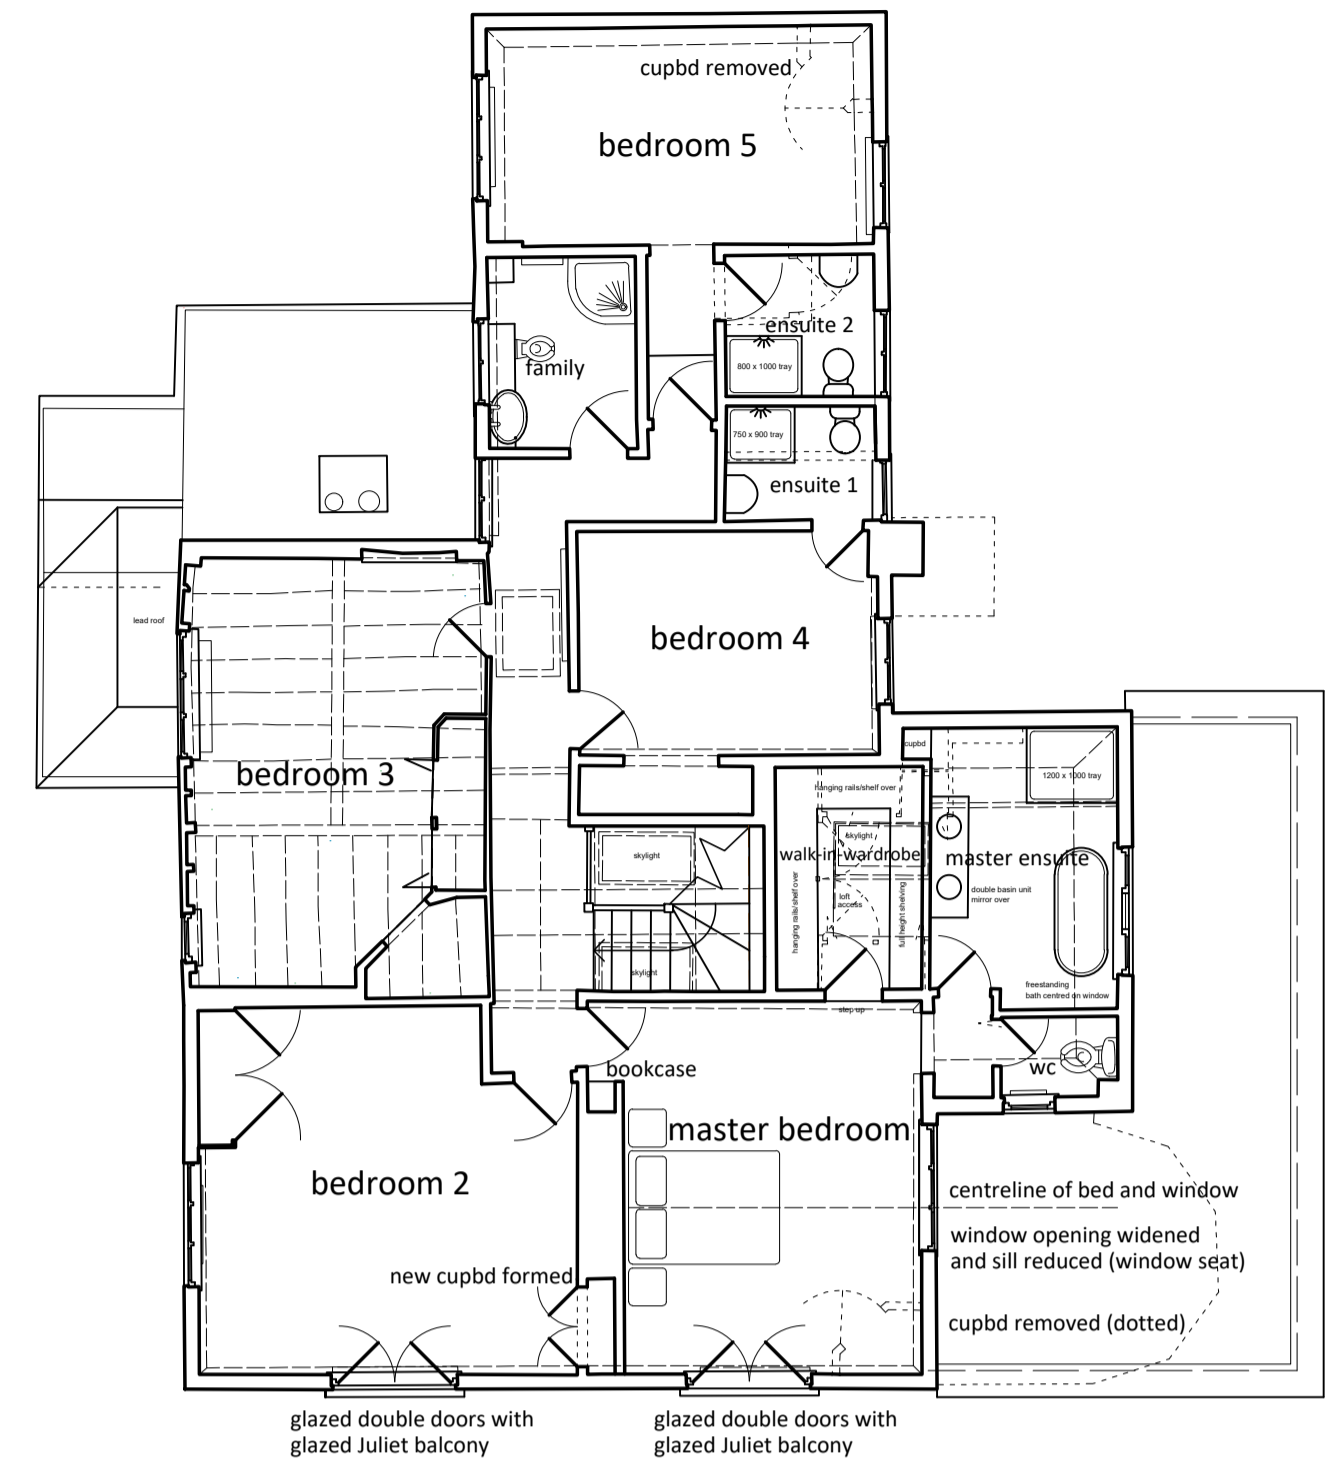 cupbd removed
bedroom 5
ensuite 2
800 x 1000 tray
family
750 x 900 tray
ensuite 1
lead roof
bedroom 4
bedroom 3
cupbd
1200 x 1000 tray
hanging rails/shelf over
skylight
skylight
walk-in-wardrobe
master ensuite
double basin unit
mirror over
loft
access
hanging rails/shelf over
full height shelving
skylight
freestanding
bath centred on window
step up
bookcase
wc
master bedroom
bedroom 2
centreline of bed and window
window opening widened
and sill reduced (window seat)
new cupbd formed
cupbd removed (dotted)
glazed double doors with
glazed Juliet balcony
glazed double doors with
glazed Juliet balcony